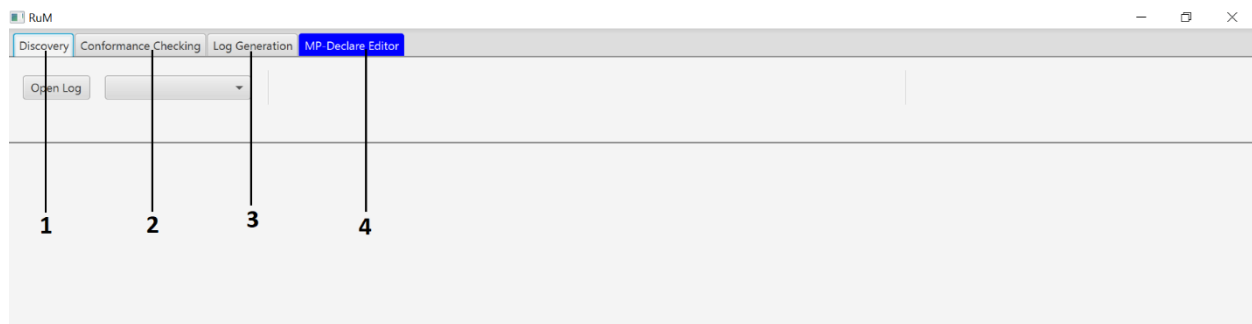 RuM
Discovery Conformance Checking Log Generation MP-Declare Editor
Open Log
1 2 3 4